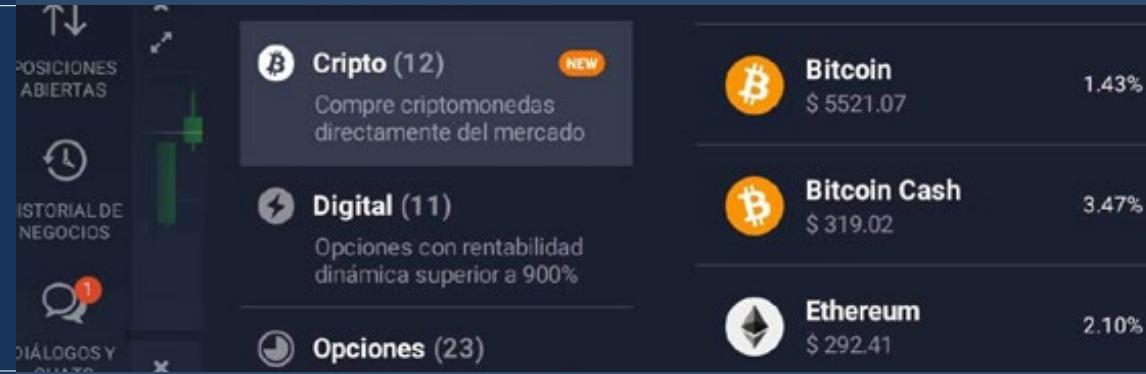 POSICIONES
ABIERTAS
HISTORIAL DE
NEGOCIOS
1
DIÁLOGOS Y
CHATS
Cripto (12) NEW
Compre criptomonedas
directamente del mercado
Digital (11)
Opciones con rentabilidad
dinámica superior a 900%
Opciones (23)
Bitcoin
$ 5521.07
1.43%
Bitcoin Cash
$ 319.02
3.47%
Ethereum
$ 292.41
2.10%